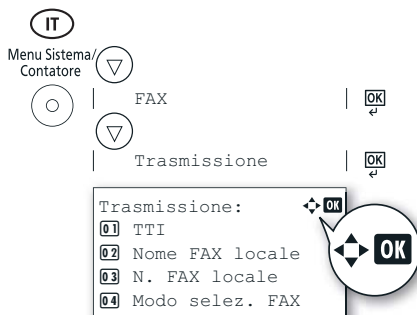 IT
Menu Sistema/
Contatore
FAX
OK
Trasmissione
OK
Trasmissione: OK
01 TTI
02 Nome FAX locale
03 N. FAX locale
04 Modo selez. FAX
OK